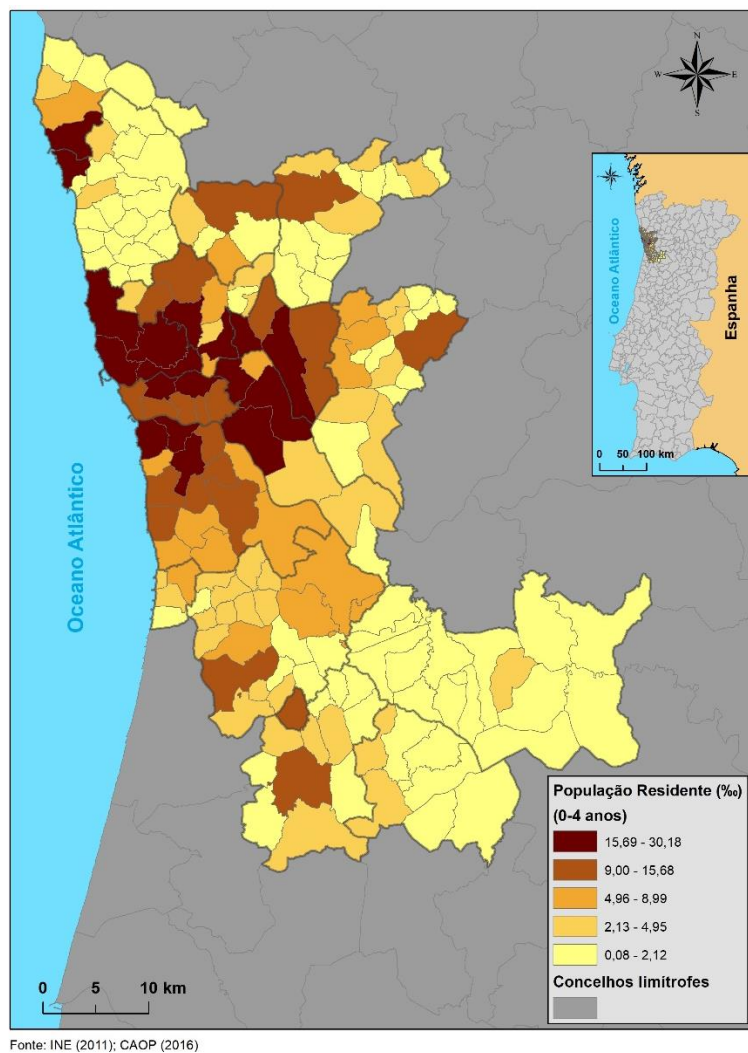 N
W
E
S
Oceano Atlântico
Espanha
0 50 100 km
Oceano Atlântico
População Residente (‰)
(0-4 anos)
15,69 - 30,18
9,00 - 15,68
4,96 - 8,99
2,13 - 4,95
0,08 - 2,12
Concelhos limítrofes
0 5 10 km
Fonte: INE (2011); CAOP (2016)